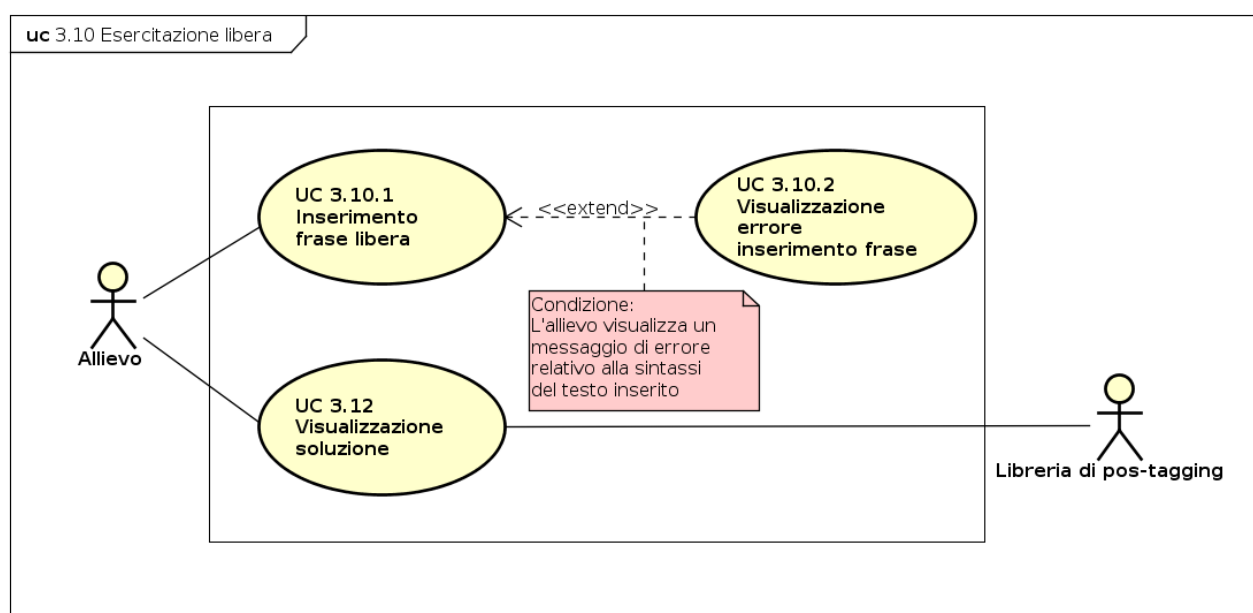 uc 3.10 Esercitazione libera
UC 3.10.1
Inserimento
frase libera
<<extend>>
UC 3.10.2
Visualizzazione
errore
inserimento frase
Condizione:
L'allievo visualizza un
messaggio di errore
relativo alla sintassi
del testo inserito
Allievo
UC 3.12
Visualizzazione
soluzione
Libreria di pos-tagging